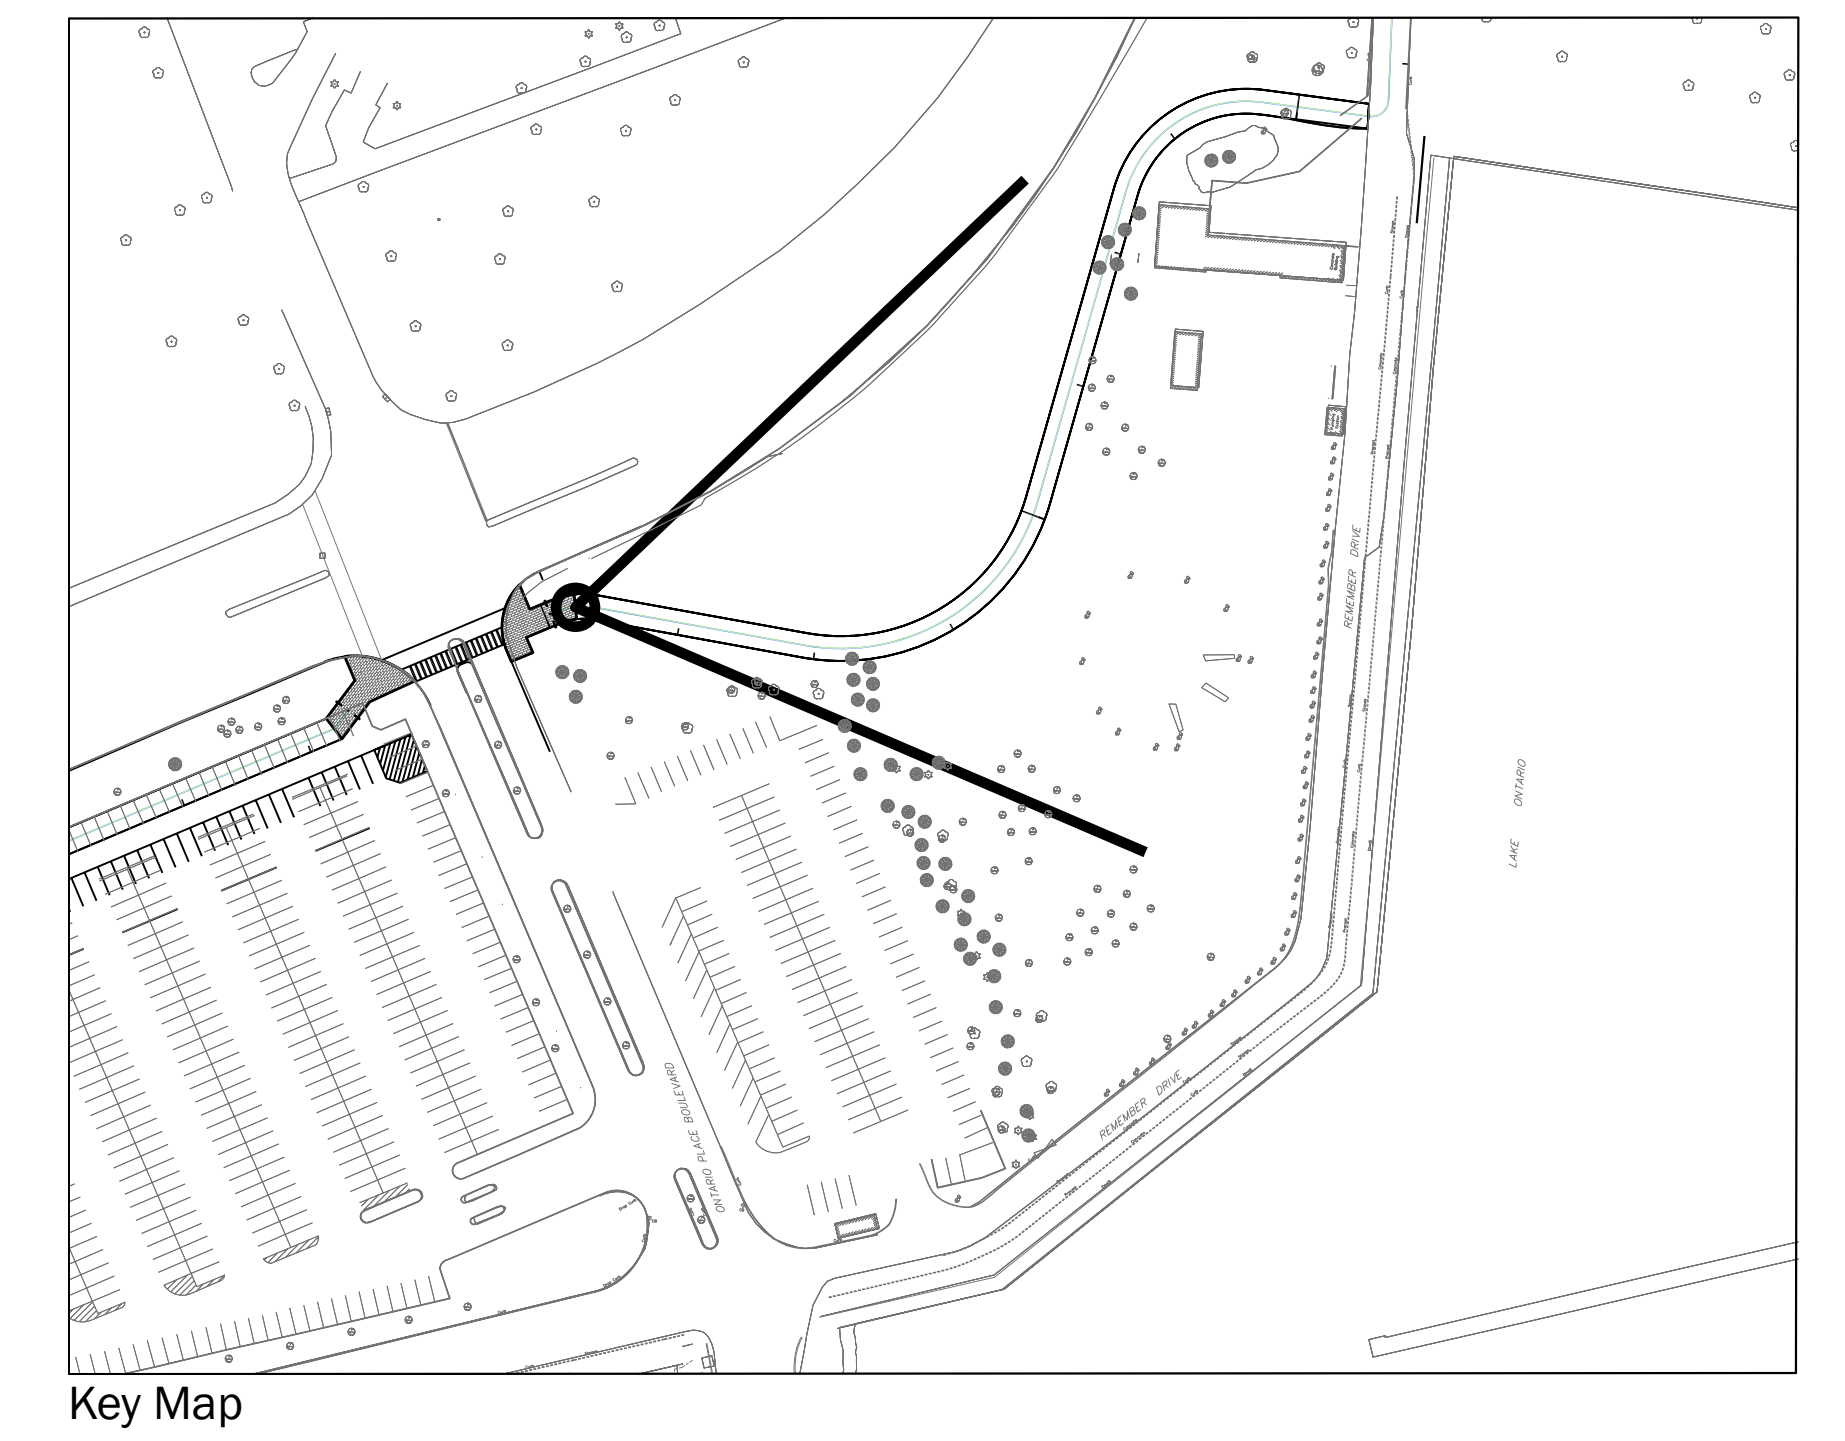 REMEMBER DRIVE
LAKE ONTARIO
ONTARIO PLACE BOULEVARD
REMEMBER DRIVE
Key Map